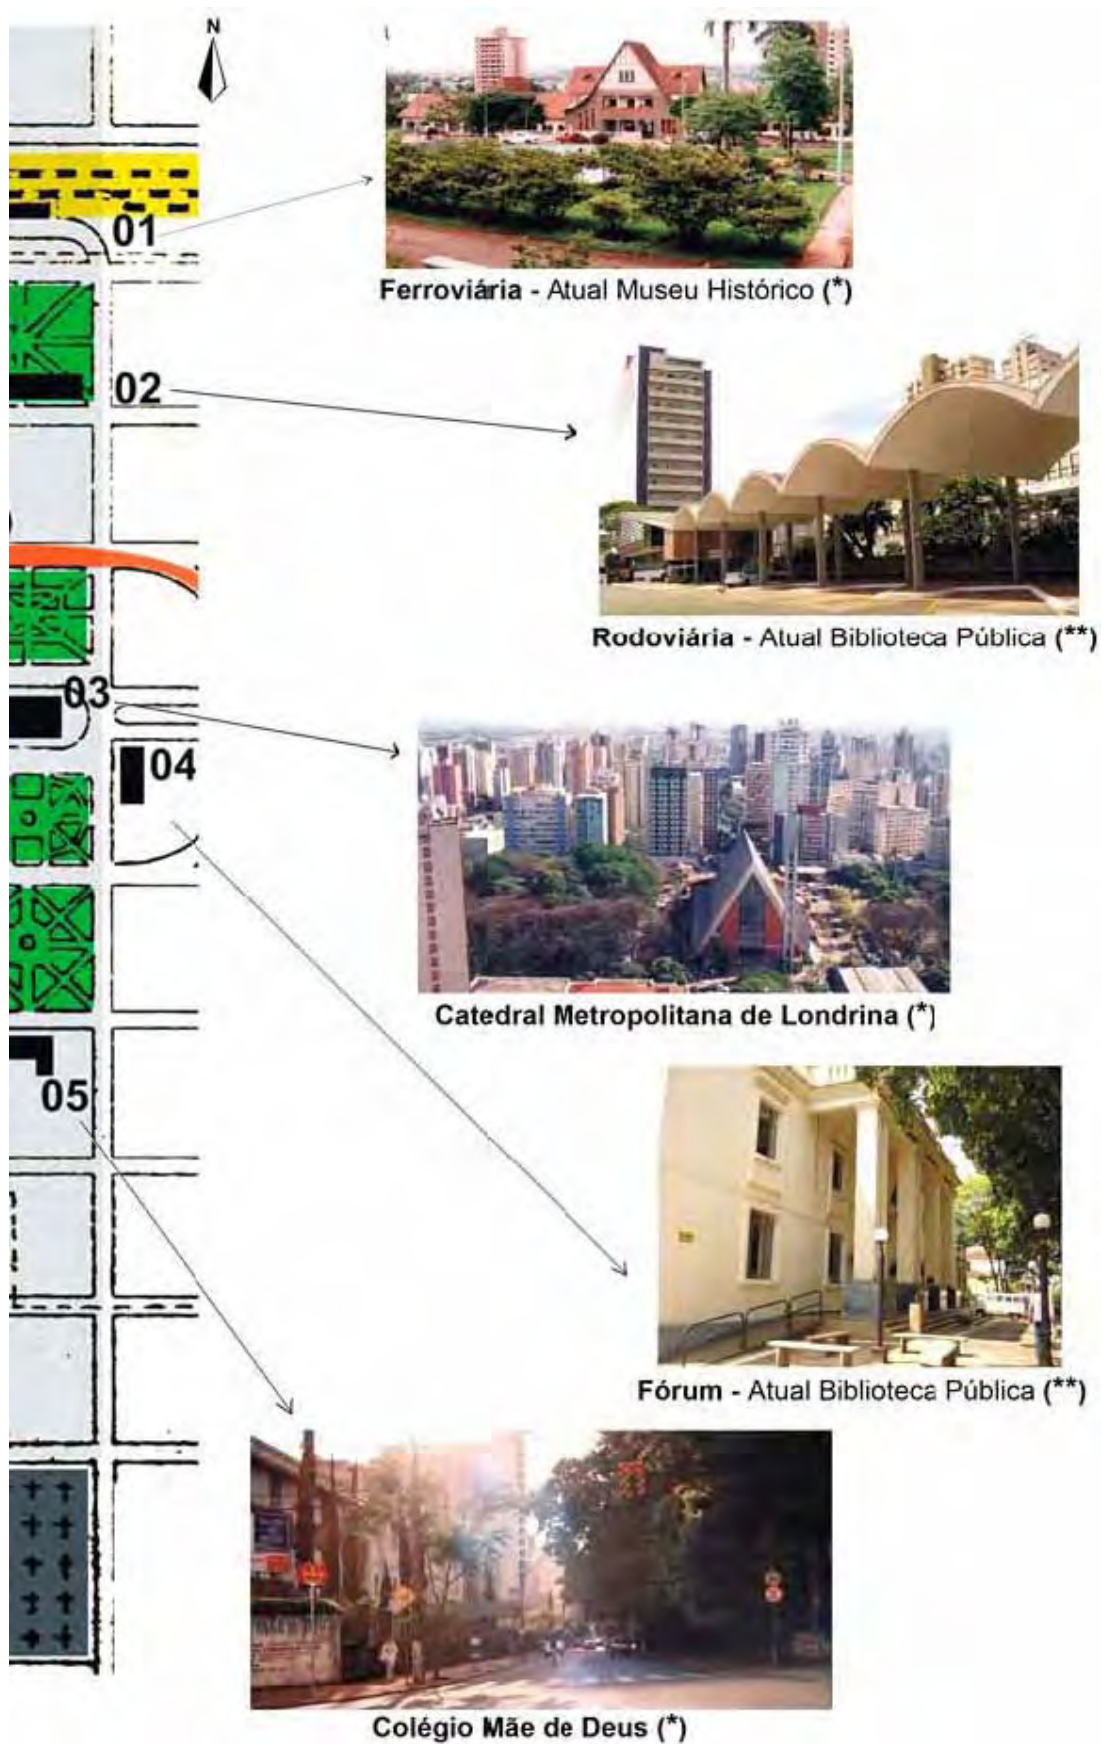 N
01
Ferroviária - Atual Museu Histórico (*)
02
Rodoviária - Atual Biblioteca Pública (**)
03
04
Catedral Metropolitana de Londrina (*)
05
Fórum - Atual Biblioteca Pública (**)
Colégio Mãe de Deus (*)